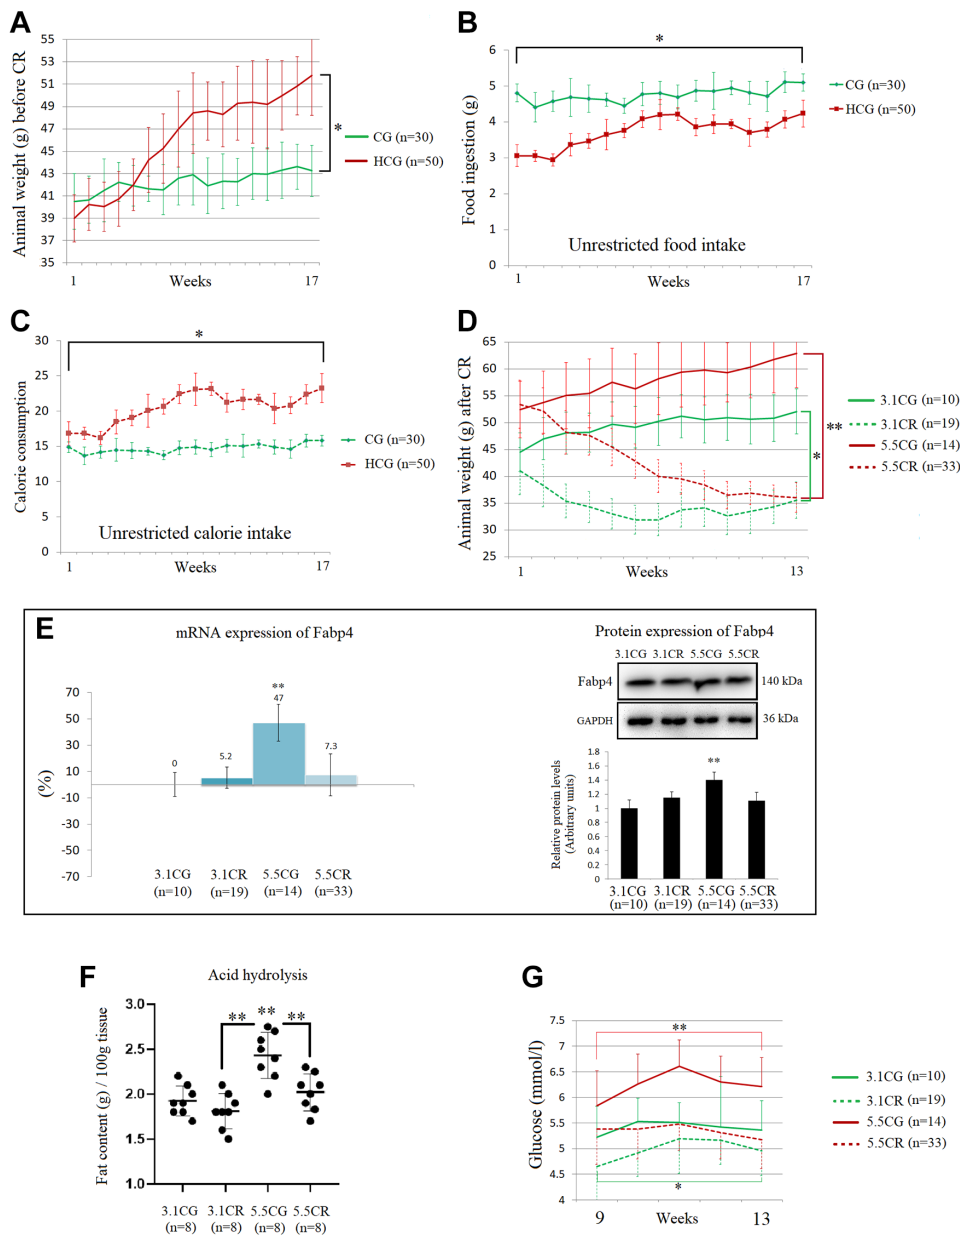 A
Animal weight (g) before CR
55
53
51
49
47
45
43
41
39
37
35
1
Weeks
17
*
CG (n=30)
HCG (n=50)
B
Food ingestion (g)
6
5
4
3
2
1
0
*
Unrestricted food intake
1
Weeks
17
CG (n=30)
HCG (n=50)
C
Calorie consumption
30
25
20
15
10
5
0
*
Unrestricted calorie intake
1
Weeks
17
CG (n=30)
HCG (n=50)
D
Animal weight (g) after CR
65
60
55
50
45
40
35
30
25
1
Weeks
13
*
**
3.1CG (n=10)
3.1CR (n=19)
5.5CG (n=14)
5.5CR (n=33)
E
mRNA expression of Fabp4
(%)
70
50
30
10
-10
-30
-50
-70
0
5.2
**
47
7.3
3.1CG 3.1CR 5.5CG 5.5CR
(n=10) (n=19) (n=14) (n=33)
Protein expression of Fabp4
3.1CG 3.1CR 5.5CG 5.5CR
Fabp4 140 kDa
GAPDH 36 kDa
Relative protein levels
(Arbitrary units)
1.8
1.6
1.4
1.2
1
0.8
0.6
0.4
0.2
0
**
3.1CG 3.1CR 5.5CG 5.5CR
(n=10) (n=19) (n=14) (n=33)
F
Acid hydrolysis
Fat content (g) / 100g tissue
3.0
2.5
2.0
1.5
1.0
** ** **
3.1CG 3.1CR 5.5CG 5.5CR
(n=8) (n=8) (n=8) (n=8)
G
Glucose (mmol/l)
7.5
7
6.5
6
5.5
5
4.5
4
**
*
9
Weeks
13
3.1CG (n=10)
3.1CR (n=19)
5.5CG (n=14)
5.5CR (n=33)